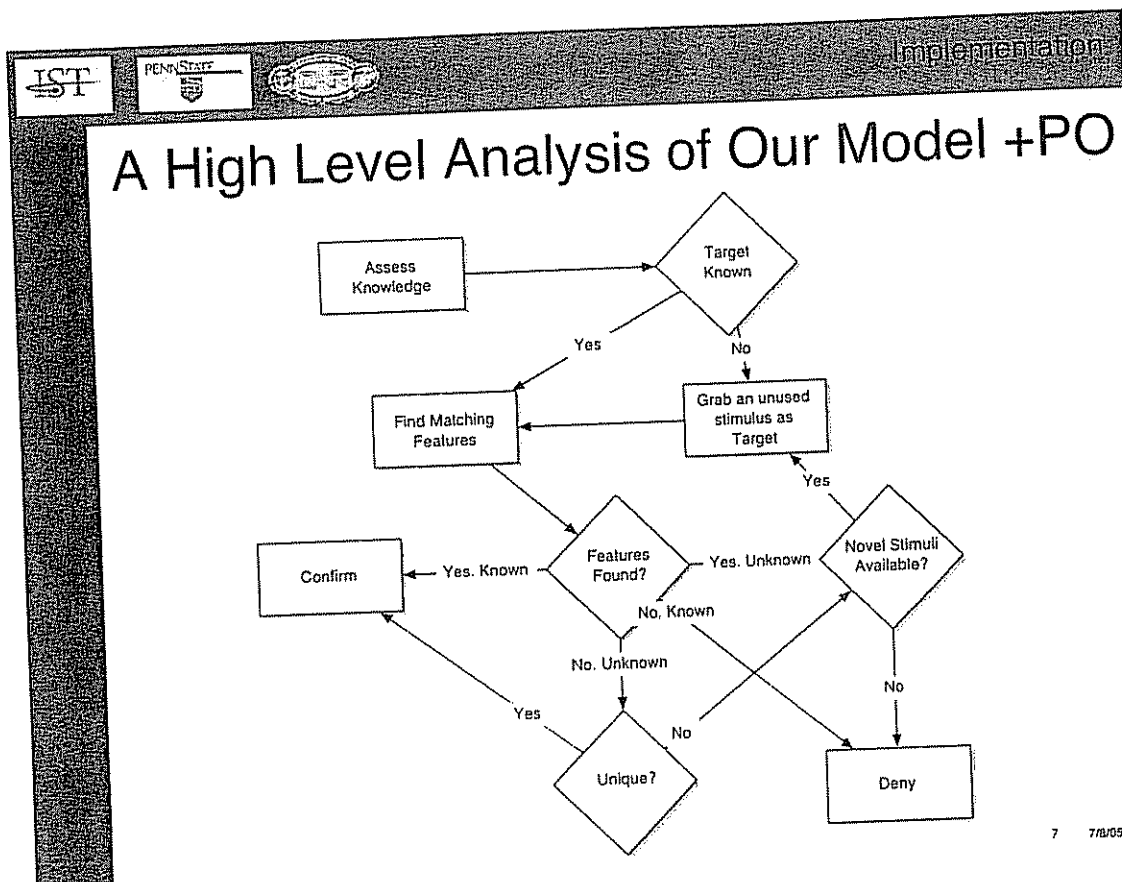 Implementation
IST
PENNSTATE
A High Level Analysis of Our Model +PO
Assess
Knowledge
Target
Known
Yes
No
Find Matching
Features
Grab an unused
stimulus as
Target
Yes
Confirm
Yes. Known
Features
Found?
Yes. Unknown
Novel Stimuli
Available?
No, Known
No. Unknown
No
Yes
No
Unique?
Deny
7 7/8/05